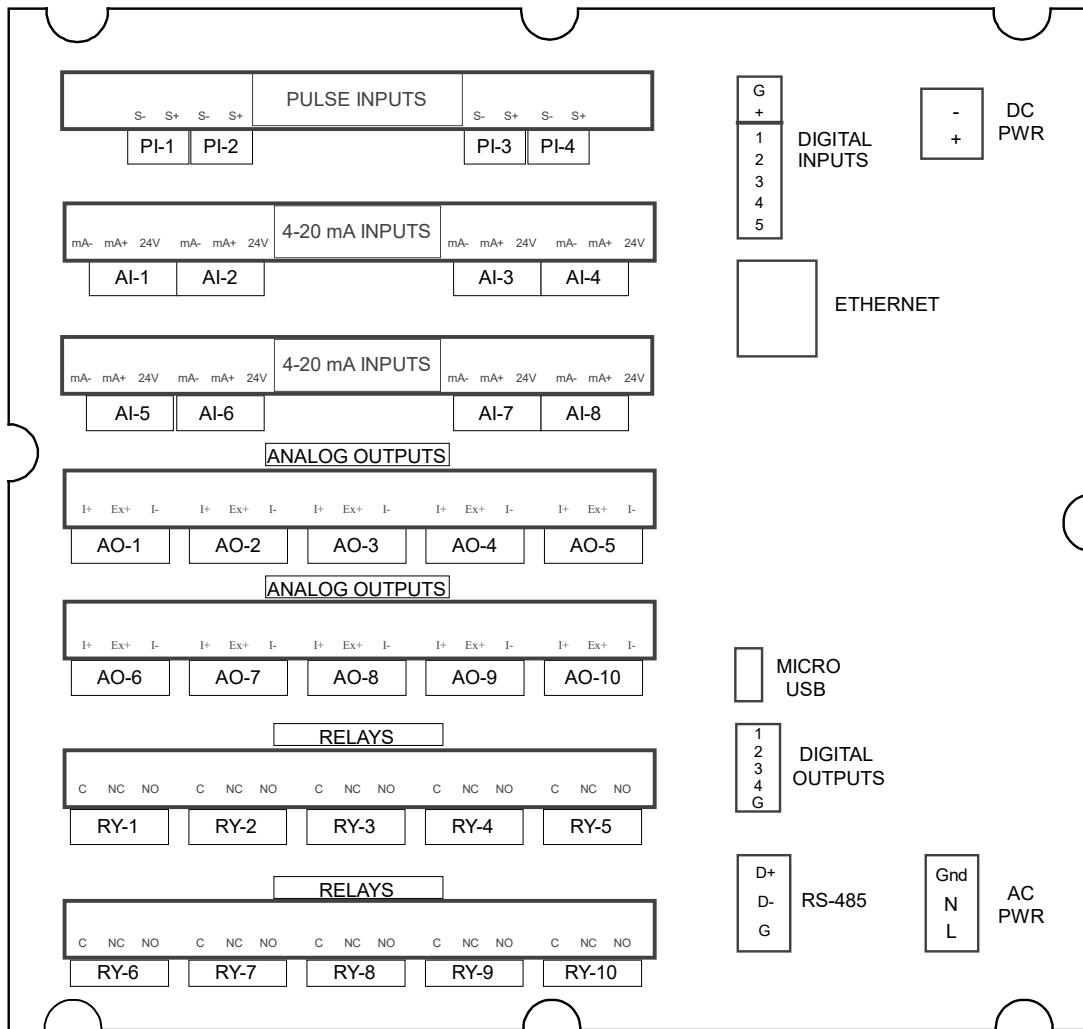 PULSE INPUTS
S- S+ S- S+ S- S+ S- S+
PI-1 PI-2 PI-3 PI-4
4-20 mA INPUTS
mA- mA+ 24V mA- mA+ 24V mA- mA+ 24V mA- mA+ 24V
AI-1 AI-2 AI-3 AI-4
4-20 mA INPUTS
mA- mA+ 24V mA- mA+ 24V mA- mA+ 24V mA- mA+ 24V
AI-5 AI-6 AI-7 AI-8
ANALOG OUTPUTS
I+ Ex+ I- I+ Ex+ I- I+ Ex+ I- I+ Ex+ I- I+ Ex+ I-
AO-1 AO-2 AO-3 AO-4 AO-5
ANALOG OUTPUTS
I+ Ex+ I- I+ Ex+ I- I+ Ex+ I- I+ Ex+ I- I+ Ex+ I-
AO-6 AO-7 AO-8 AO-9 AO-10
RELAYS
C NC NO C NC NO C NC NO C NC NO C NC NO
RY-1 RY-2 RY-3 RY-4 RY-5
RELAYS
C NC NO C NC NO C NC NO C NC NO C NC NO
RY-6 RY-7 RY-8 RY-9 RY-10
G
+
1
2
3
4
5
DIGITAL
INPUTS
-
+
DC
PWR
ETHERNET
MICRO
USB
1
2
3
4
G
DIGITAL
OUTPUTS
D+
D-
G
RS-485
Gnd
N
L
AC
PWR